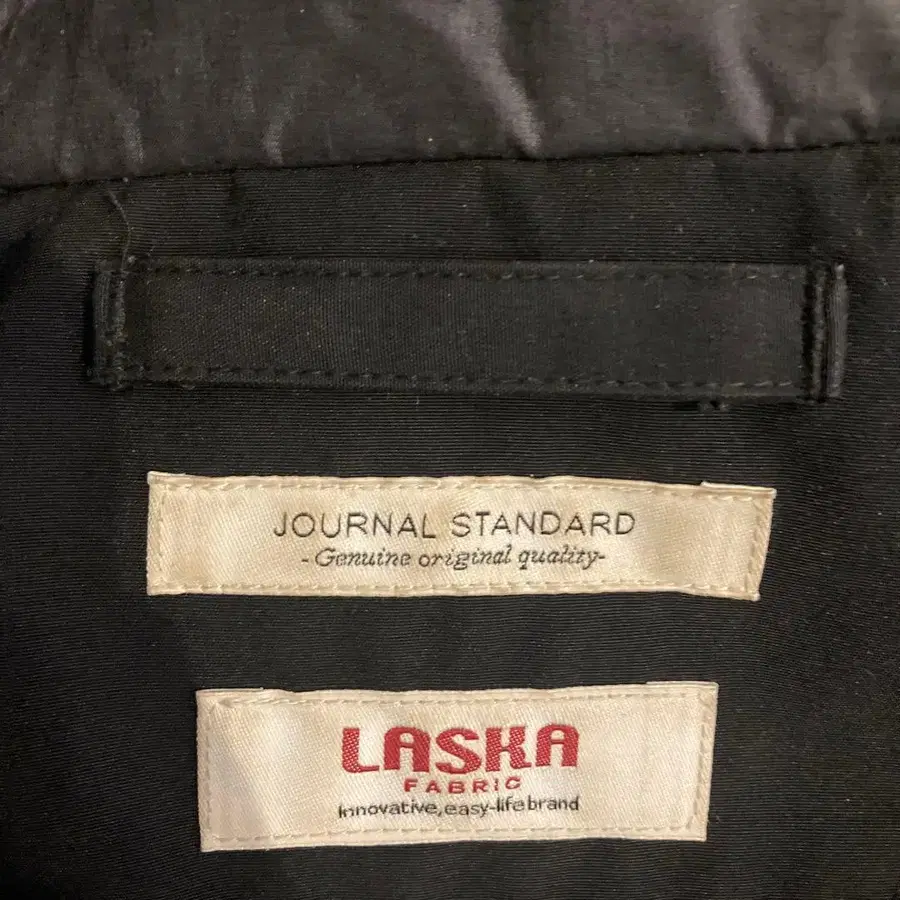 JOURNAL STANDARD
-Genuine original quality-
LASKA
FABRIC
Innovative, easy-life brand